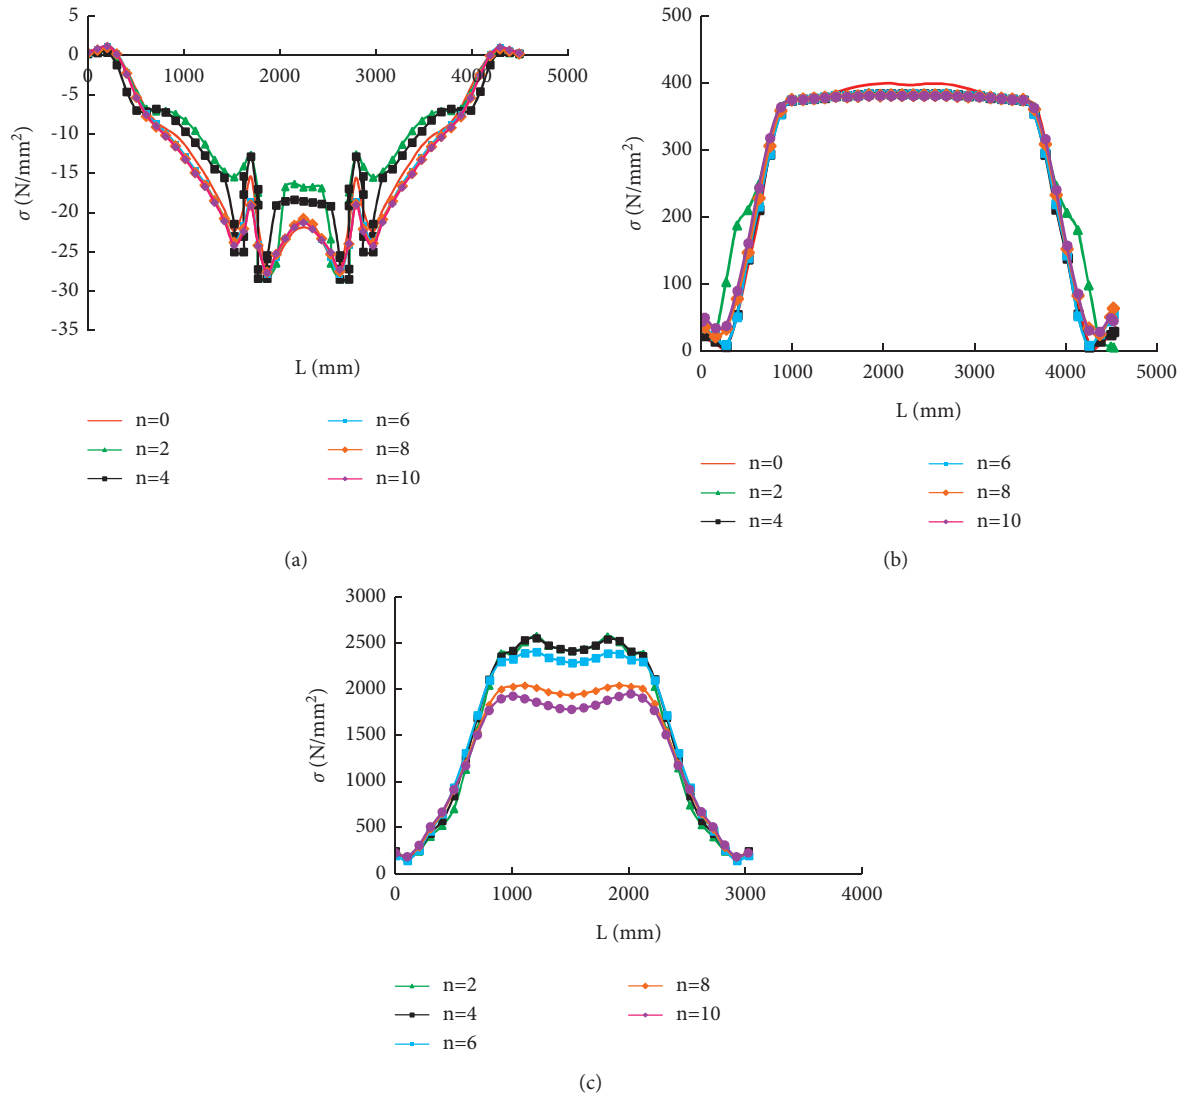 5
0
-5
-10
-15
-20
-25
-30
-35
σ (N/mm²)
0 1000 2000 3000 4000 5000
L (mm)
n=0
n=2
n=4
n=6
n=8
n=10
(a)
500
400
300
200
100
0
σ (N/mm²)
0 1000 2000 3000 4000 5000
L (mm)
n=0
n=2
n=4
n=6
n=8
n=10
(b)
3000
2500
2000
1500
1000
500
0
σ (N/mm²)
0 1000 2000 3000 4000
L (mm)
n=2
n=4
n=6
n=8
n=10
(c)